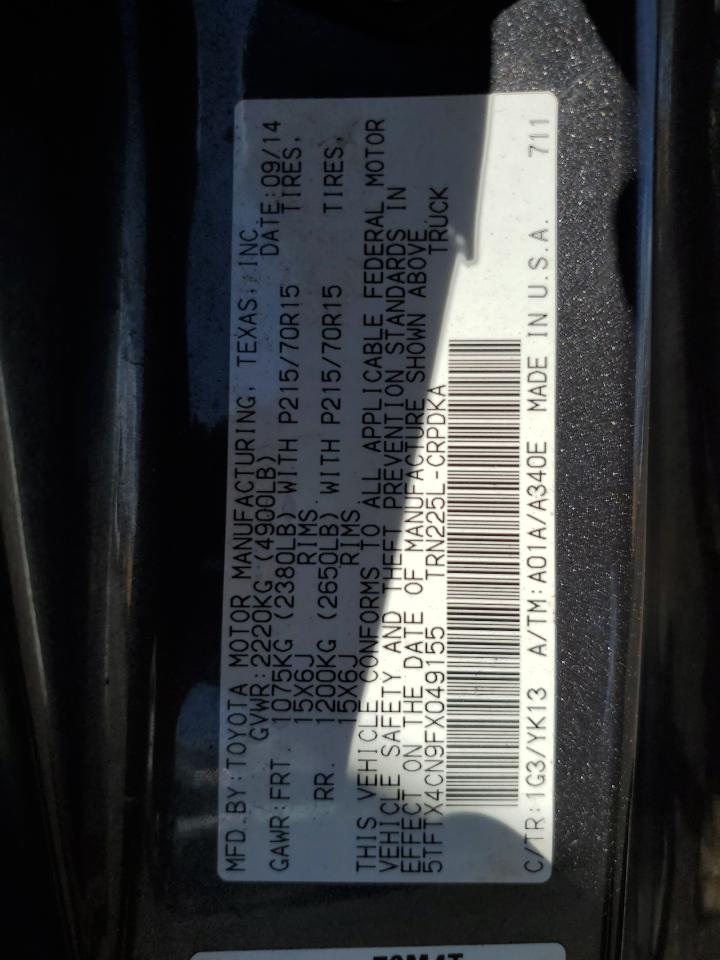 MFD. BY: TOYOTA MOTOR MANUFACTURING, TEXAS, INC.
GVWR: 2220KG (4900LB) DATE: 09/14
GAWR: FRT. 1075KG (2380LB) WITH P215/70R15 TIRES,
15X6J RIMS.
RR. 1200KG (2650LB) WITH P215/70R15 TIRES,
15X6J RIMS.
THIS VEHICLE CONFORMS TO ALL APPLICABLE FEDERAL MOTOR
VEHICLE SAFETY AND THEFT PREVENTION STANDARDS IN
EFFECT ON THE DATE OF MANUFACTURE SHOWN ABOVE
5TFTX4CN9FX049155 TRN225L-CRPDKA TRUCK
C/TR: 1G3/YK13 A/TM: A01A/A340E MADE IN U.S.A. 711